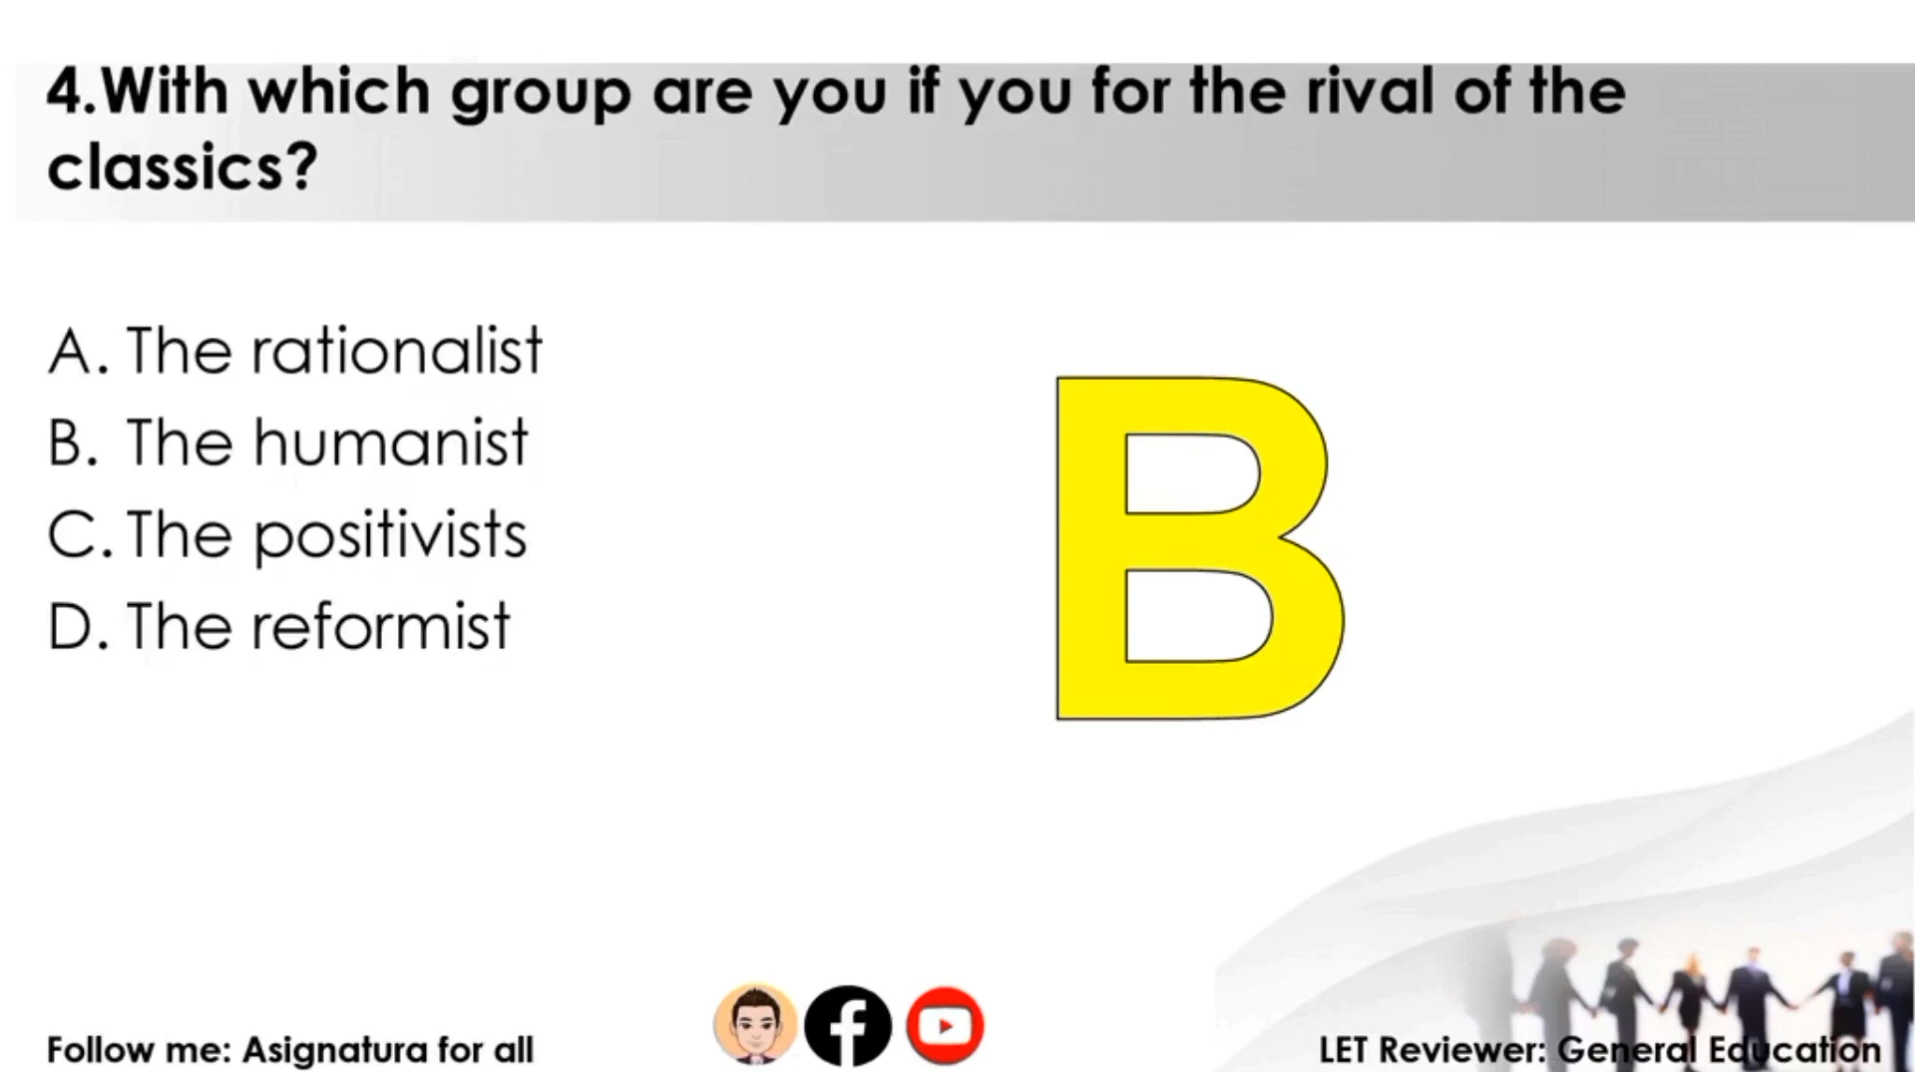 4.With which group are you if you for the rival of the
classics?
A. The rationalist
B. The humanist
C. The positivists
D. The reformist
B
Follow me: Asignatura for all
LET Reviewer: General Education